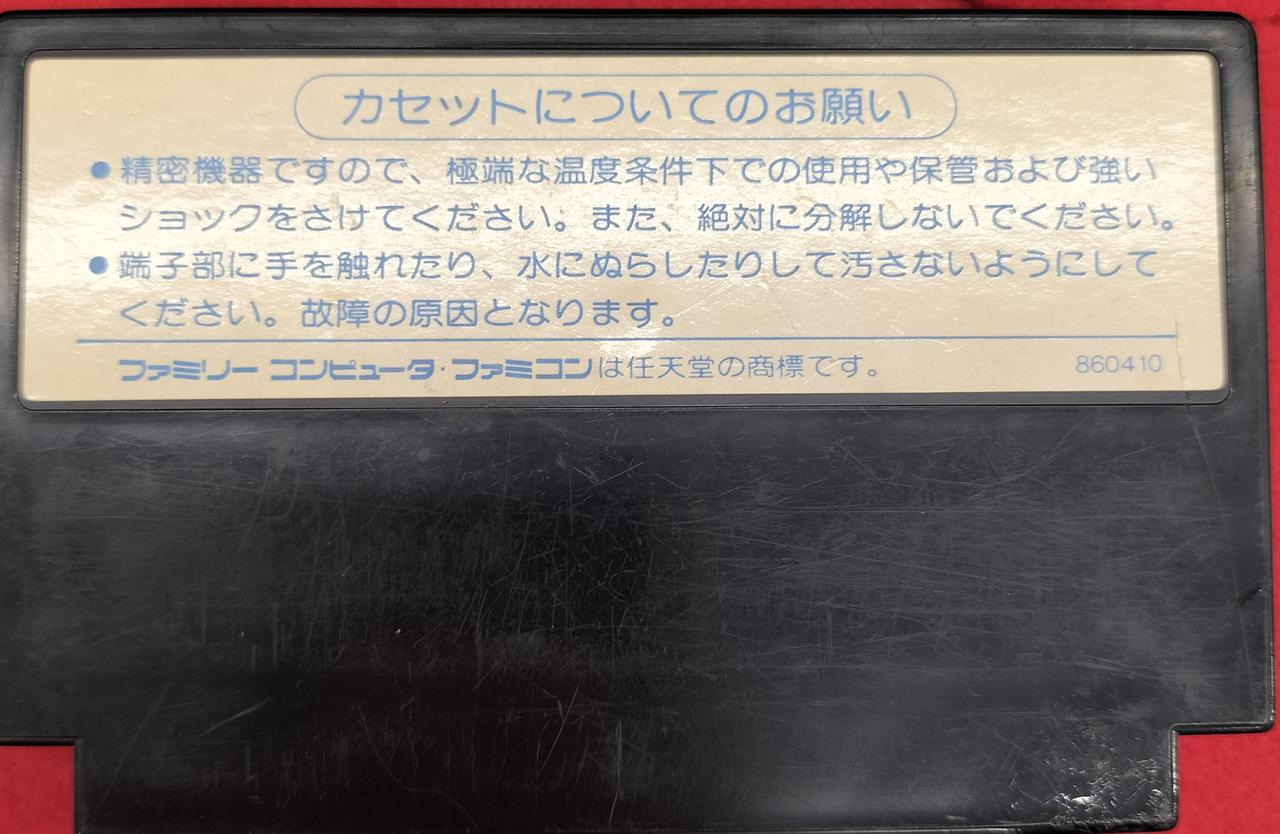 カセットについてのお願い
●精密機器ですので、極端な温度条件下での使用や保管および強い
ショックをさけてください。また、絶対に分解しないでください。
●端子部に手を触れたり、水にぬらしたりして汚さないようにして
ください。故障の原因となります。
ファミリー コンピュータ・ファミコンは任天堂の商標です。 860410